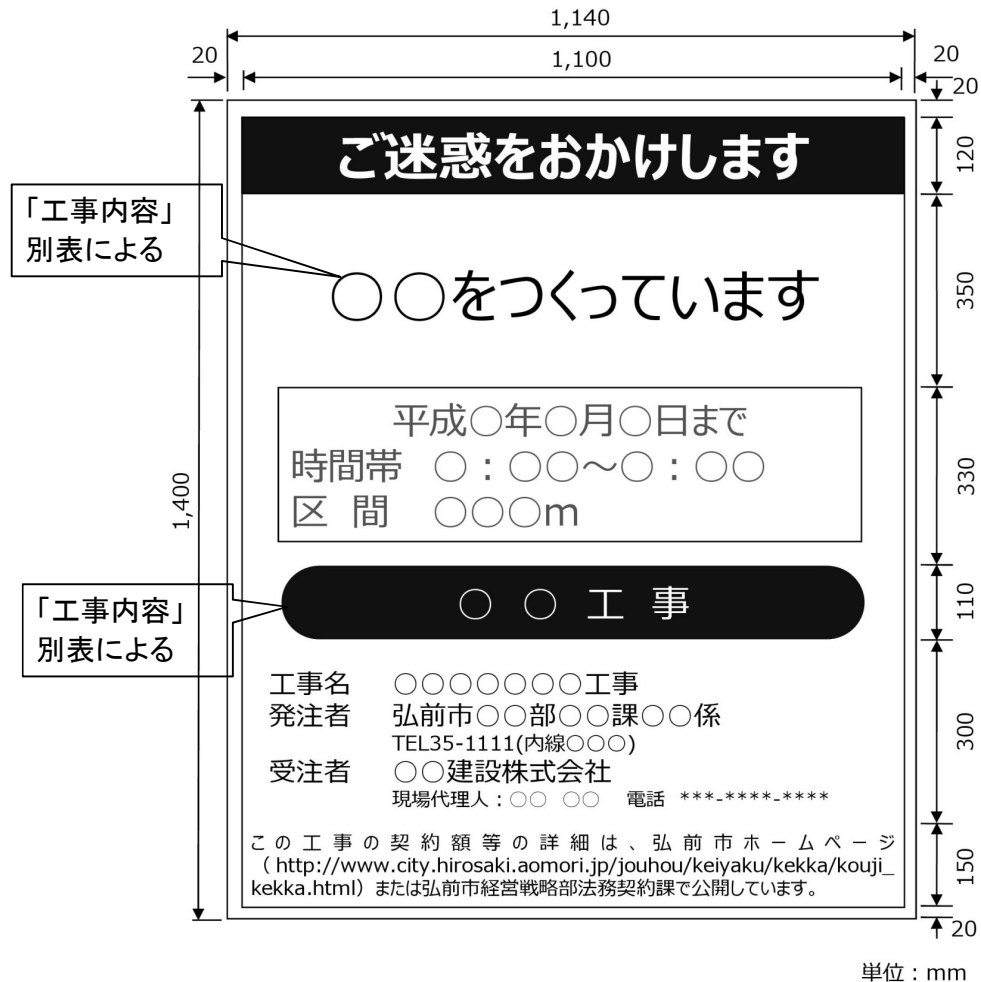 1,140
20
1,100
20
20
ご迷惑をおかけします
120
「工事内容」
別表による
○○をつくっています
350
平成○年○月○日まで
時間帯 ○:○○~○:○○
区 間 ○○○m
330
1,400
○ ○ 工 事
110
「工事内容」
別表による
工事名 ○○○○○○○工事
発注者 弘前市○○部○○課○○係
TEL35-1111(内線○○○)
受注者 ○○建設株式会社
現場代理人:○○ ○○ 電話 ***-****-****
300
この工事の契約額等の詳細は、弘前市ホームページ
(http://www.city.hirosaki.aomori.jp/jouhou/keiyaku/kekka/kouji_
kekka.html)または弘前市経営戦略部法務契約課で公開しています。
150
20
単位:mm